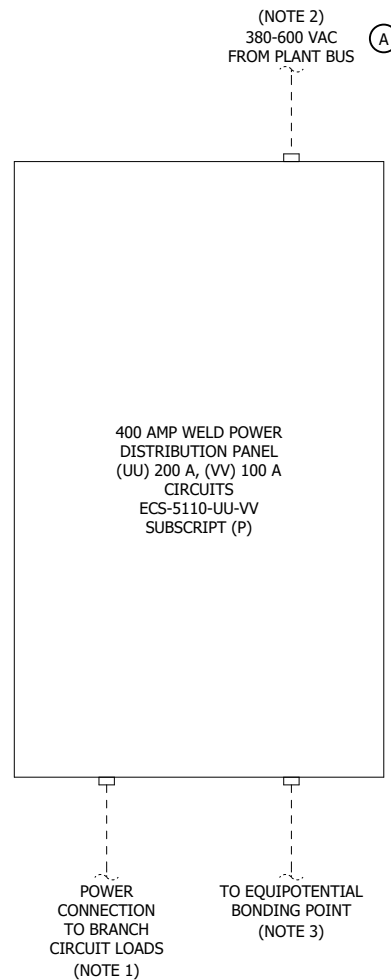 (NOTE 2)
380-600 VAC
FROM PLANT BUS
A
400 AMP WELD POWER
DISTRIBUTION PANEL
(UU) 200 A, (VV) 100 A
CIRCUITS
ECS-5110-UU-VV
SUBSCRIPT (P)
POWER
CONNECTION
TO BRANCH
CIRCUIT LOADS
(NOTE 1)
TO EQUIPOTENTIAL
BONDING POINT
(NOTE 3)